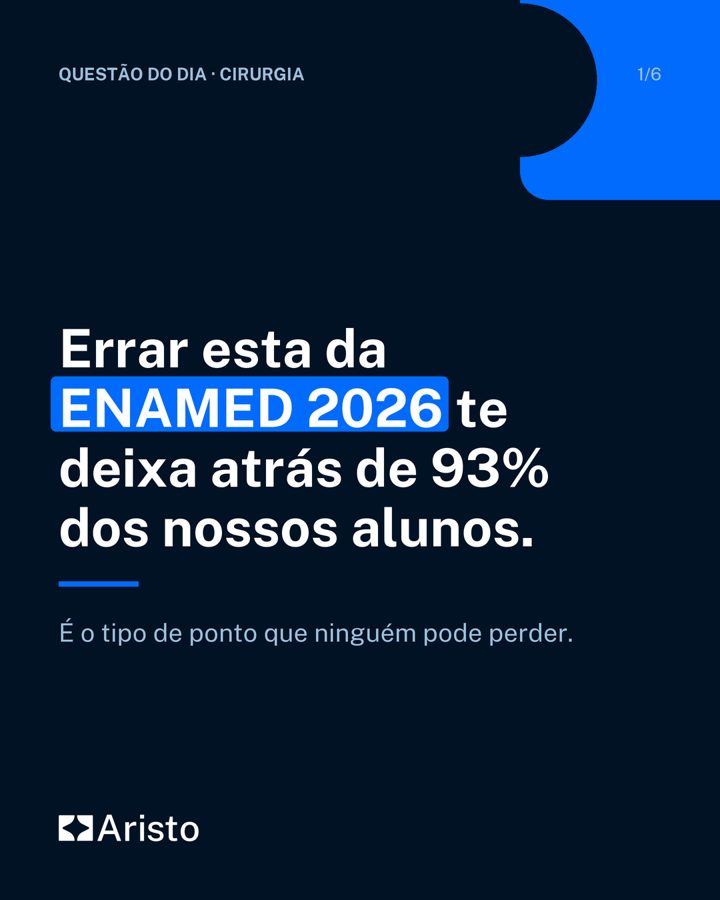 QUESTÃO DO DIA · CIRURGIA
1/6
Errar esta da
ENAMED 2026 te
deixa atrás de 93%
dos nossos alunos.
É o tipo de ponto que ninguém pode perder.
Aristo